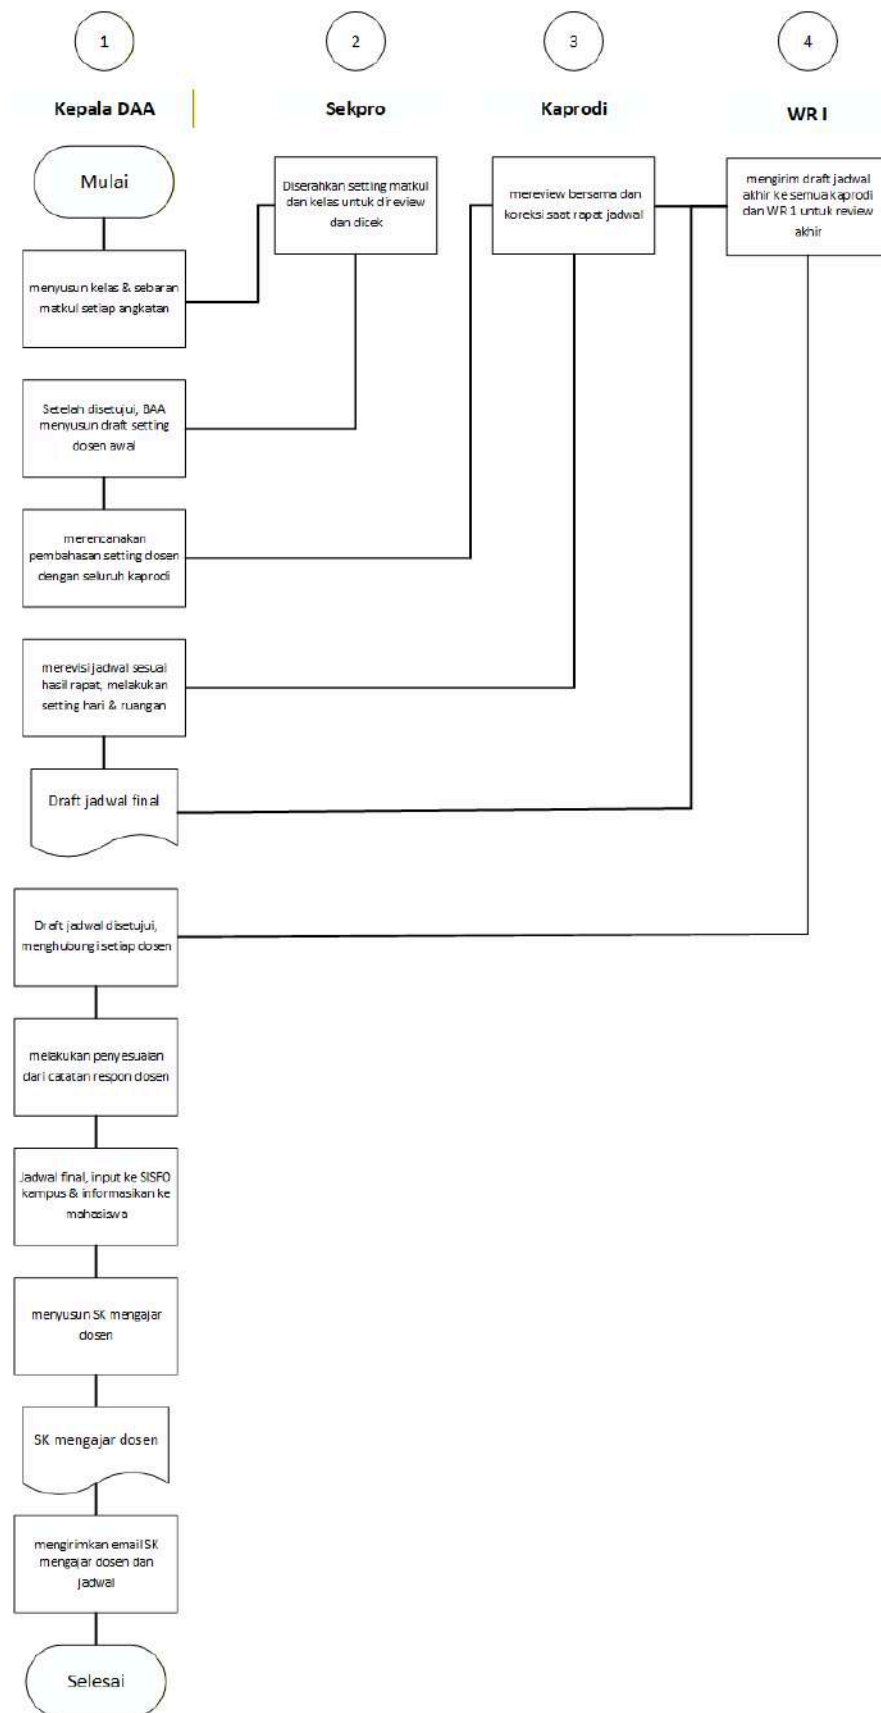 1
2
3
4
Kepala DAA
Sekpro
Kaprodi
WR I
Mulai
Diserahkan setting matkul
dan kelas untuk direview
dan dicek
mereview bersama dan
koreksi saat rapat jadwal
mengirim draft jadwal
akhir ke semua kaprodi
dan WR 1 untuk review
akhir
menyusun kelas & sebaran
matkul setiap angkatan
Setelah disetujui, BAA
menyusun draft setting
dosen awal
merencanakan
pembahasan setting dosen
dengan seluruh kaprodi
merevisi jadwal sesuai
hasil rapat, melakukan
setting hari & ruangan
Draft jadwal final
Draft jadwal disetujui,
menghubungi setiap dosen
melakukan penyesuaian
dari catatan respon dosen
Jadwal final, input ke SISFO
kampus & informasikan ke
mahasiswa
menyusun SK mengajar
dosen
SK mengajar dosen
mengirimkan email SK
mengajar dosen dan
jadwal
Selesai